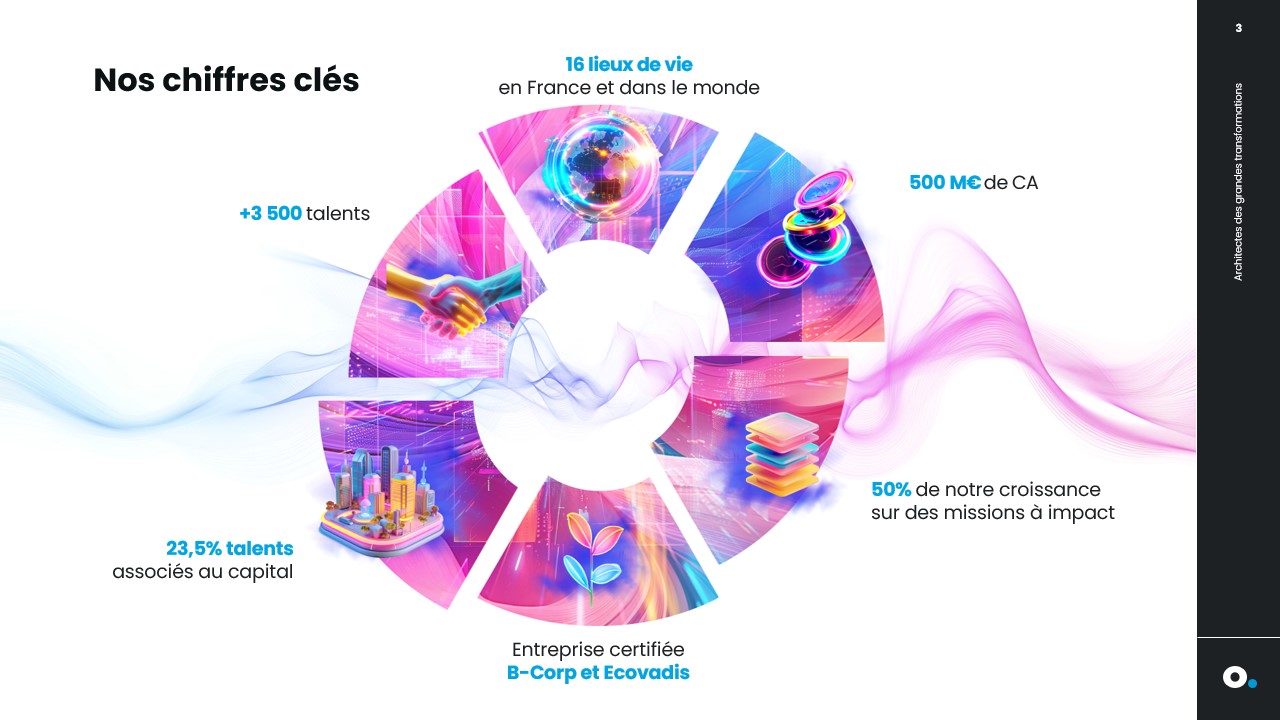 Nos chiffres clés
16 lieux de vie
en France et dans le monde
500 M€ de CA
+3 500 talents
50% de notre croissance
sur des missions à impact
23,5% talents
associés au capital
Entreprise certifiée
B-Corp et Ecovadis
3
Architectes des grandes transformations
o.